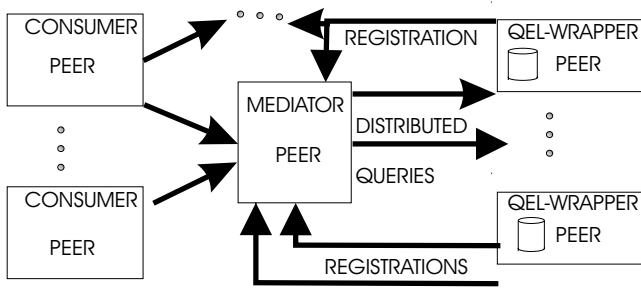 CONSUMER
PEER
REGISTRATION
QEL-WRAPPER
PEER
MEDIATOR
PEER
DISTRIBUTED
QUERIES
CONSUMER
PEER
QEL-WRAPPER
PEER
REGISTRATIONS